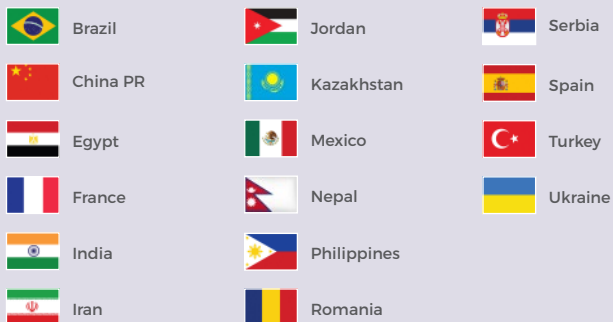 Brazil
China PR
Egypt
France
India
Iran
Jordan
Kazakhstan
Mexico
Nepal
Philippines
Romania
Serbia
Spain
Turkey
Ukraine